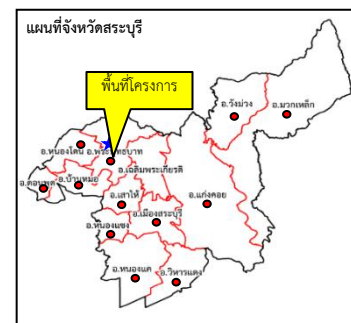 แผนที่จังหวัดสระบุรี
พื้นที่โครงการ
อ.วังม่วง
อ.มวกเหล็ก
อ.หนองโดน
อ.พระพุทธบาท
อ.เฉลิมพระเกียรติ
อ.ดอนพุด
อ.บ้านหมอ
อ.เสาไห้
อ.แก่งคอย
อ.เมืองสระบุรี
อ.หนองแซง
อ.หนองแค
อ.วิหารแดง